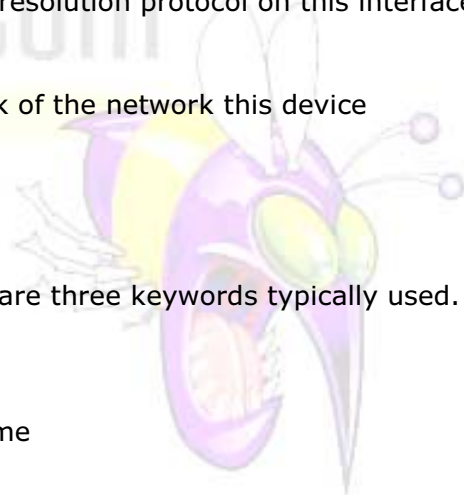 resolution protocol on this interface
k of the network this device
are three keywords typically used.
me